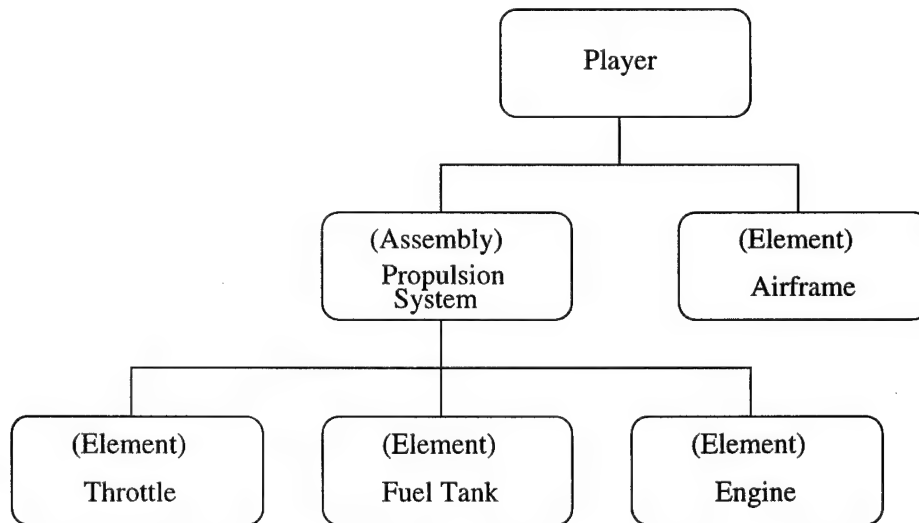 Player
(Assembly)
Propulsion
System
(Element)
Airframe
(Element)
Throttle
(Element)
Fuel Tank
(Element)
Engine